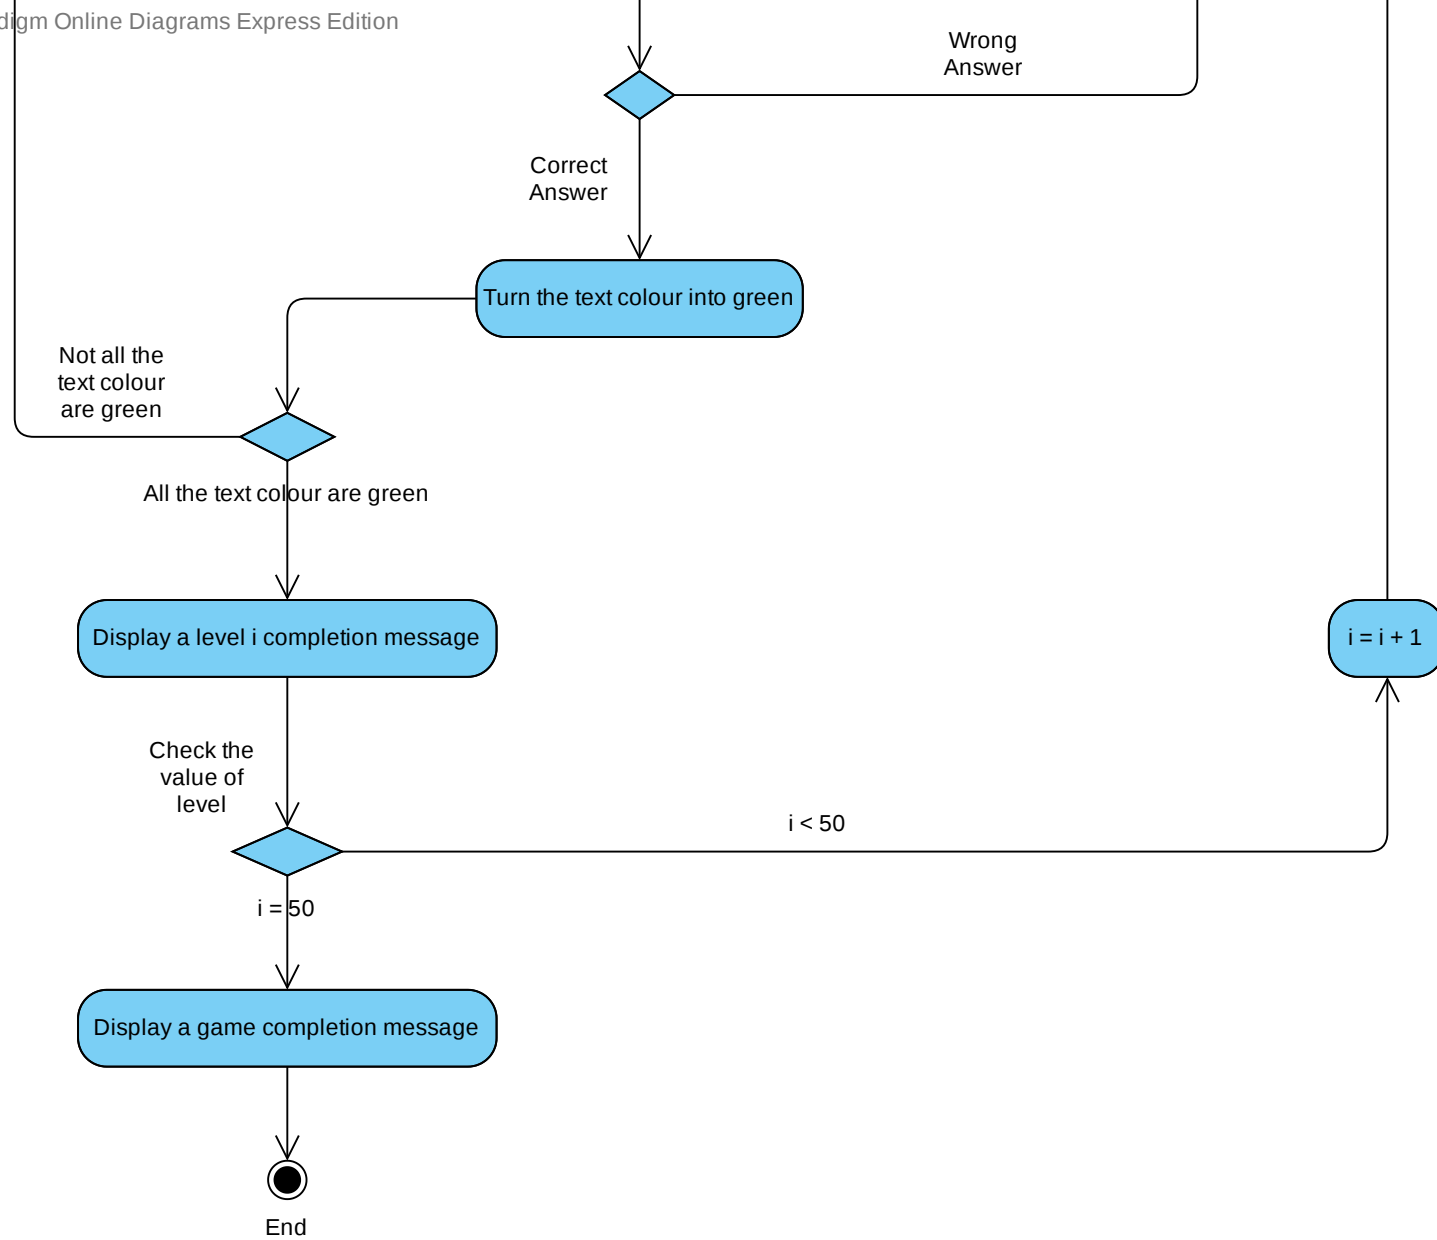 Online Diagrams Express Edition
Wrong
Answer
Correct
Answer
Turn the text colour into green
Not all the
text colour
are green
All the text colour are green
Display a level i completion message
i = i + 1
Check the
value of
level
i < 50
i = 50
Display a game completion message
End